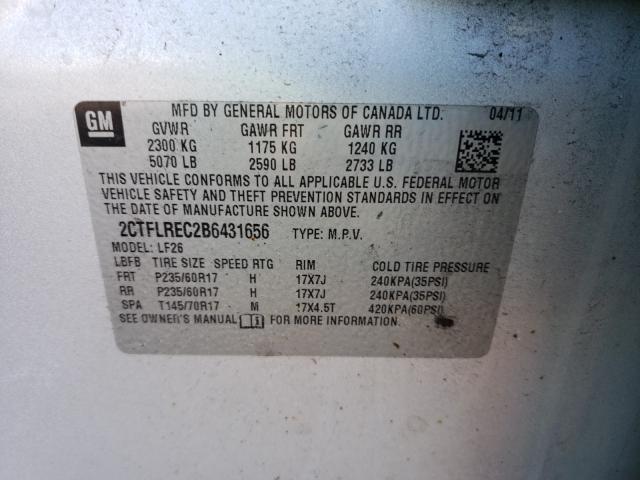 GM
MFD BY GENERAL MOTORS OF CANADA LTD. 04/11
GVWR GAWR FRT GAWR RR
2300 KG 1175 KG 1240 KG
5070 LB 2590 LB 2733 LB
THIS VEHICLE CONFORMS TO ALL APPLICABLE U.S. FEDERAL MOTOR
VEHICLE SAFETY AND THEFT PREVENTION STANDARDS IN EFFECT ON THE
DATE OF MANUFACTURE SHOWN ABOVE.
2CTFLREC2B6431656 TYPE: M.P.V.
MODEL: LF26
LBFB TIRE SIZE SPEED RTG RIM COLD TIRE PRESSURE
FRT P235/60R17 H 17X7J 240KPA(35PSI)
RR P235/60R17 H 17X7J 240KPA(35PSI)
SPA T145/70R17 M 17X4.5T 420KPA(60PSI)
SEE OWNER'S MANUAL FOR MORE INFORMATION.